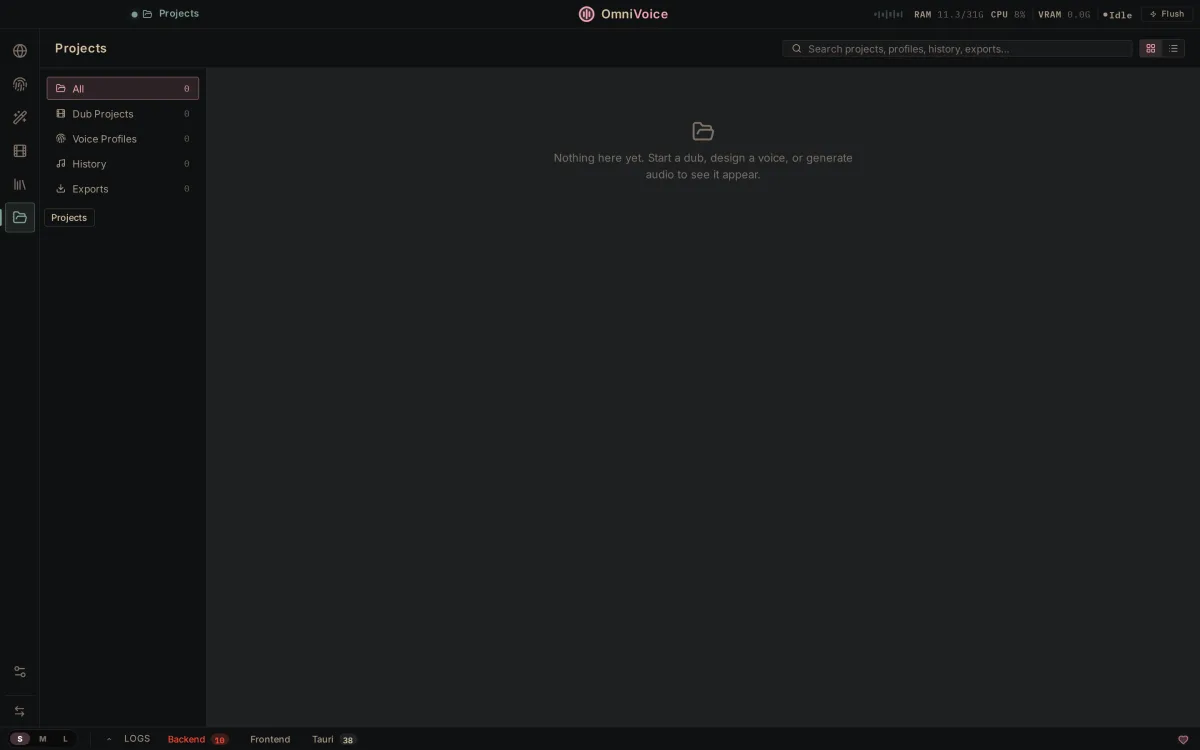 Projects
OmniVoice
RAM 11.3/31G CPU 8% VRAM 0.0G Idle Flush
Projects
Search projects, profiles, history, exports...
All 0
Dub Projects 0
Voice Profiles 0
History 0
Exports 0
Projects
Nothing here yet. Start a dub, design a voice, or generate
audio to see it appear.
S M L - LOGS Backend 10 Frontend Tauri 38